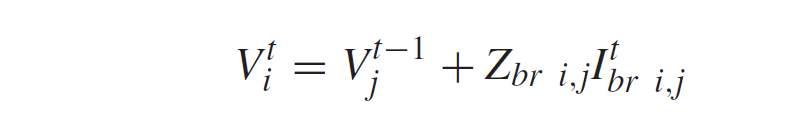 $V_i^t = V_j^{t-1} + Z_{br\ i,j} I_{br\ i,j}^t$